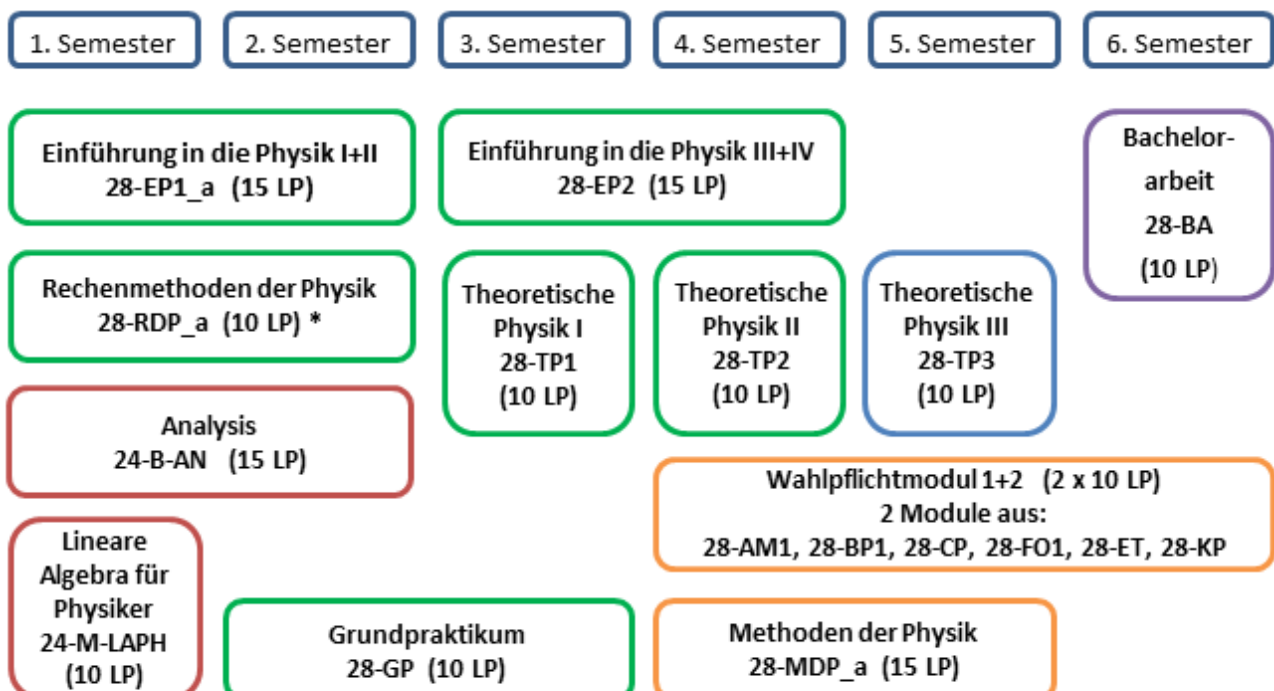 1. Semester
2. Semester
3. Semester
4. Semester
5. Semester
6. Semester
Einführung in die Physik I+II
28-EP1_a (15 LP)
Einführung in die Physik III+IV
28-EP2 (15 LP)
Bachelor-
arbeit
28-BA
(10 LP)
Rechenmethoden der Physik
28-RDP_a (10 LP) *
Theoretische
Physik I
28-TP1
(10 LP)
Theoretische
Physik II
28-TP2
(10 LP)
Theoretische
Physik III
28-TP3
(10 LP)
Analysis
24-B-AN (15 LP)
Wahlpflichtmodul 1+2 (2 x 10 LP)
2 Module aus:
28-AM1, 28-BP1, 28-CP, 28-FO1, 28-ET, 28-KP
Lineare
Algebra für
Physiker
24-M-LAPH
(10 LP)
Grundpraktikum
28-GP (10 LP)
Methoden der Physik
28-MDP_a (15 LP)